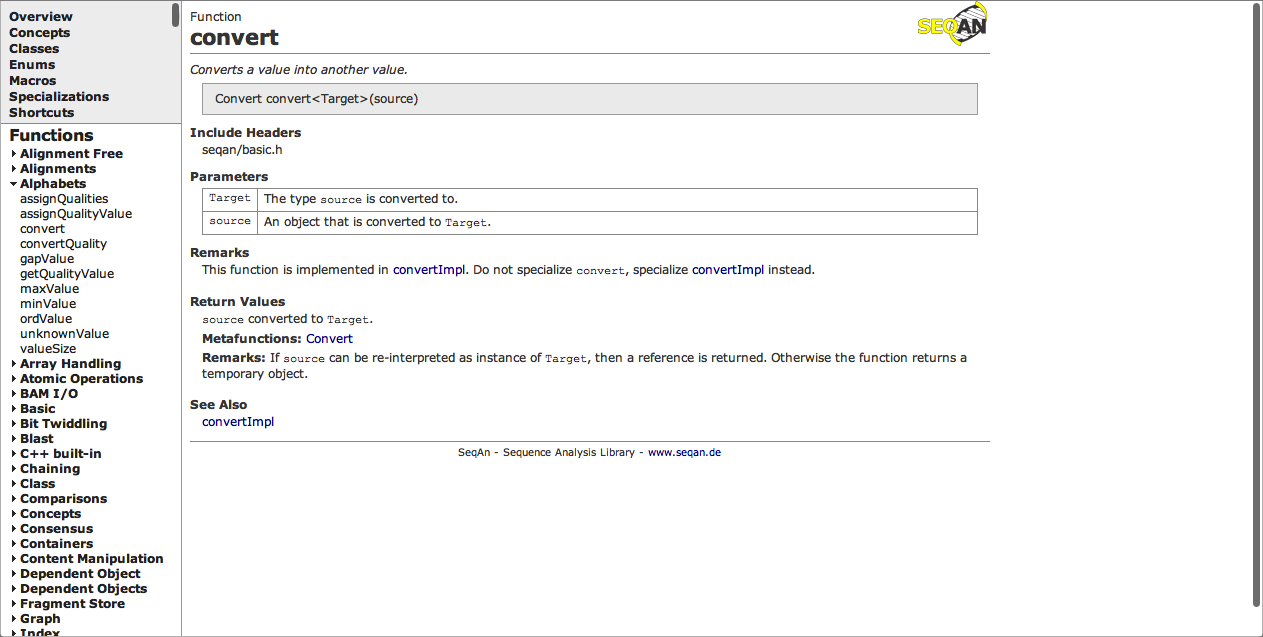 Overview
Concepts
Classes
Enums
Macros
Specializations
Shortcuts
Functions
Alignment Free
Alignments
Alphabets
assignQualities
assignQualityValue
convert
convertQuality
gapValue
getQualityValue
maxValue
minValue
ordValue
unknownValue
valueSize
Array Handling
Atomic Operations
BAM I/O
Basic
Bit Twiddling
Blast
C++ built-in
Chaining
Class
Comparisons
Concepts
Consensus
Containers
Content Manipulation
Dependent Object
Dependent Objects
Fragment Store
Graph
Index
Function
convert
SEQAN
Converts a value into another value.
Convert convert<Target>(source)
Include Headers
seqan/basic.h
Parameters
Target The type source is converted to.
source An object that is converted to Target.
Remarks
This function is implemented in convertImpl. Do not specialize convert, specialize convertImpl instead.
Return Values
source converted to Target.
Metafunctions: Convert
Remarks: If source can be re-interpreted as instance of Target, then a reference is returned. Otherwise the function returns a
temporary object.
See Also
convertImpl
SeqAn - Sequence Analysis Library - www.seqan.de